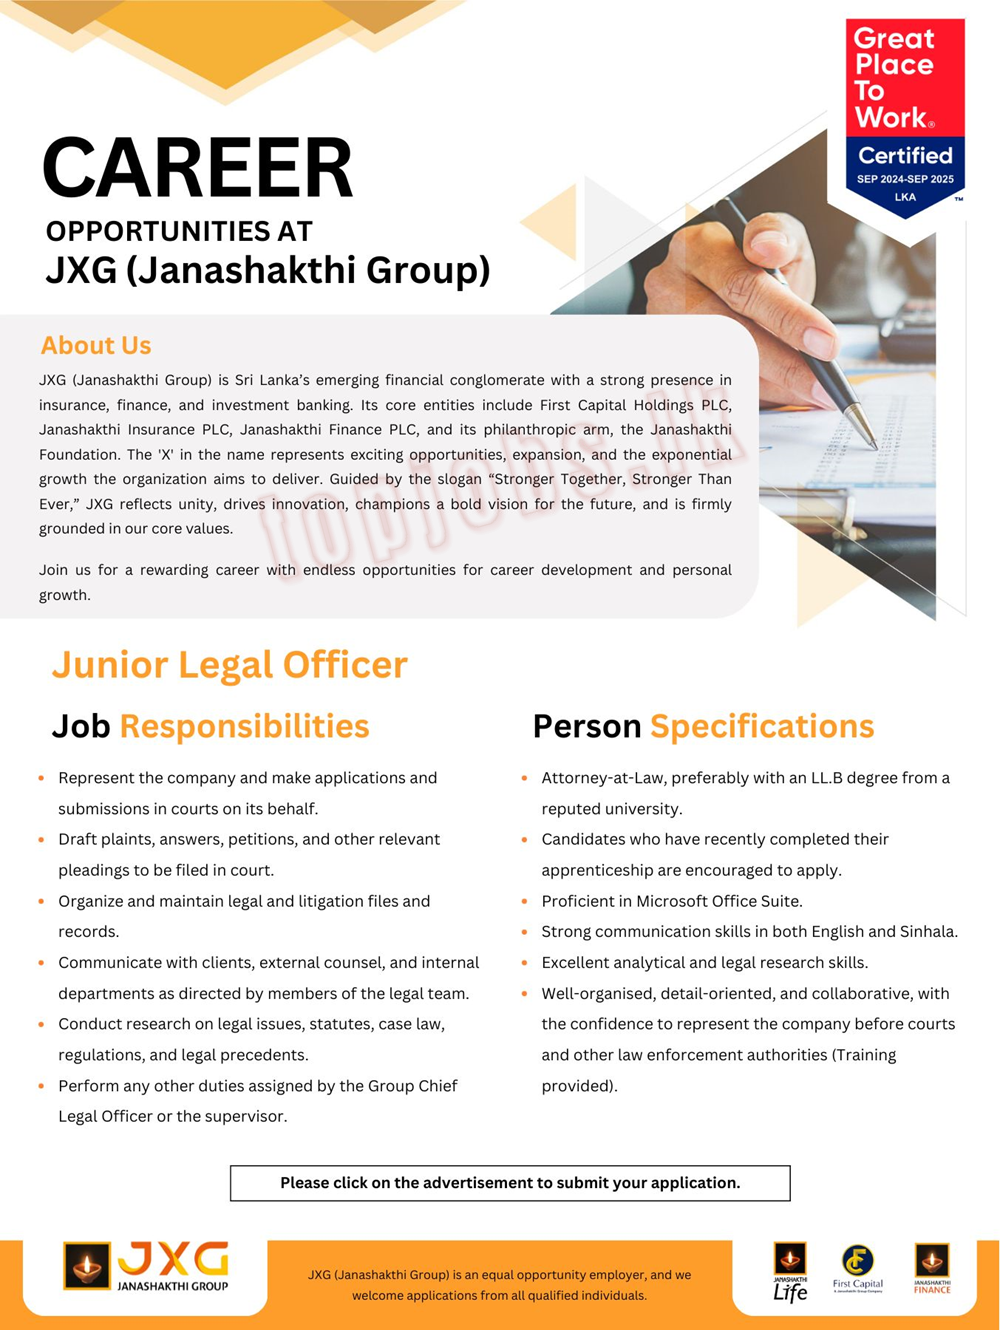 Great
Place
To
Work®
Certified
SEP 2024-SEP 2025
LKA
™
CAREER
OPPORTUNITIES AT
JXG (Janashakthi Group)
About Us
JXG (Janashakthi Group) is Sri Lanka’s emerging financial conglomerate with a strong presence in
insurance, finance, and investment banking. Its core entities include First Capital Holdings PLC,
Janashakthi Insurance PLC, Janashakthi Finance PLC, and its philanthropic arm, the Janashakthi
Foundation. The 'X' in the name represents exciting opportunities, expansion, and the exponential
growth the organization aims to deliver. Guided by the slogan “Stronger Together, Stronger Than
Ever,” JXG reflects unity, drives innovation, champions a bold vision for the future, and is firmly
grounded in our core values.
Join us for a rewarding career with endless opportunities for career development and personal
growth.
topjobs.lk
Junior Legal Officer
Job Responsibilities
• Represent the company and make applications and
submissions in courts on its behalf.
• Draft plaints, answers, petitions, and other relevant
pleadings to be filed in court.
• Organize and maintain legal and litigation files and
records.
• Communicate with clients, external counsel, and internal
departments as directed by members of the legal team.
• Conduct research on legal issues, statutes, case law,
regulations, and legal precedents.
• Perform any other duties assigned by the Group Chief
Legal Officer or the supervisor.
Person Specifications
• Attorney-at-Law, preferably with an LL.B degree from a
reputed university.
• Candidates who have recently completed their
apprenticeship are encouraged to apply.
• Proficient in Microsoft Office Suite.
• Strong communication skills in both English and Sinhala.
• Excellent analytical and legal research skills.
• Well-organised, detail-oriented, and collaborative, with
the confidence to represent the company before courts
and other law enforcement authorities (Training
provided).
Please click on the advertisement to submit your application.
JXG
JANASHAKTHI GROUP
JXG (Janashakthi Group) is an equal opportunity employer, and we
welcome applications from all qualified individuals.
JANASHAKTHI
Life
First Capital
A Janashakthi Group Company
JANASHAKTHI
FINANCE